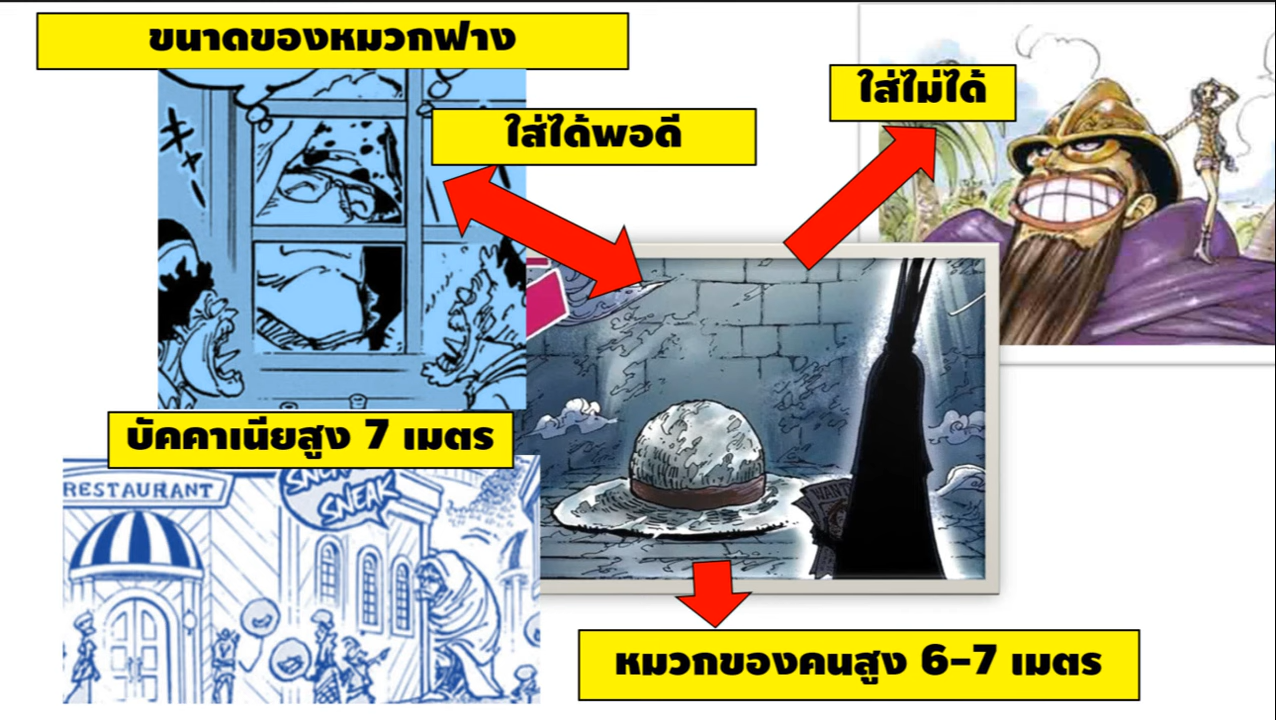 ขนาดของหมวกฟาง
ใส่ได้พอดี
ใส่ไม่ได้
บัคคาเนียสูง 7 เมตร
RESTAURANT
SNEAK
WANT
หมวกของคนสูง 6-7 เมตร